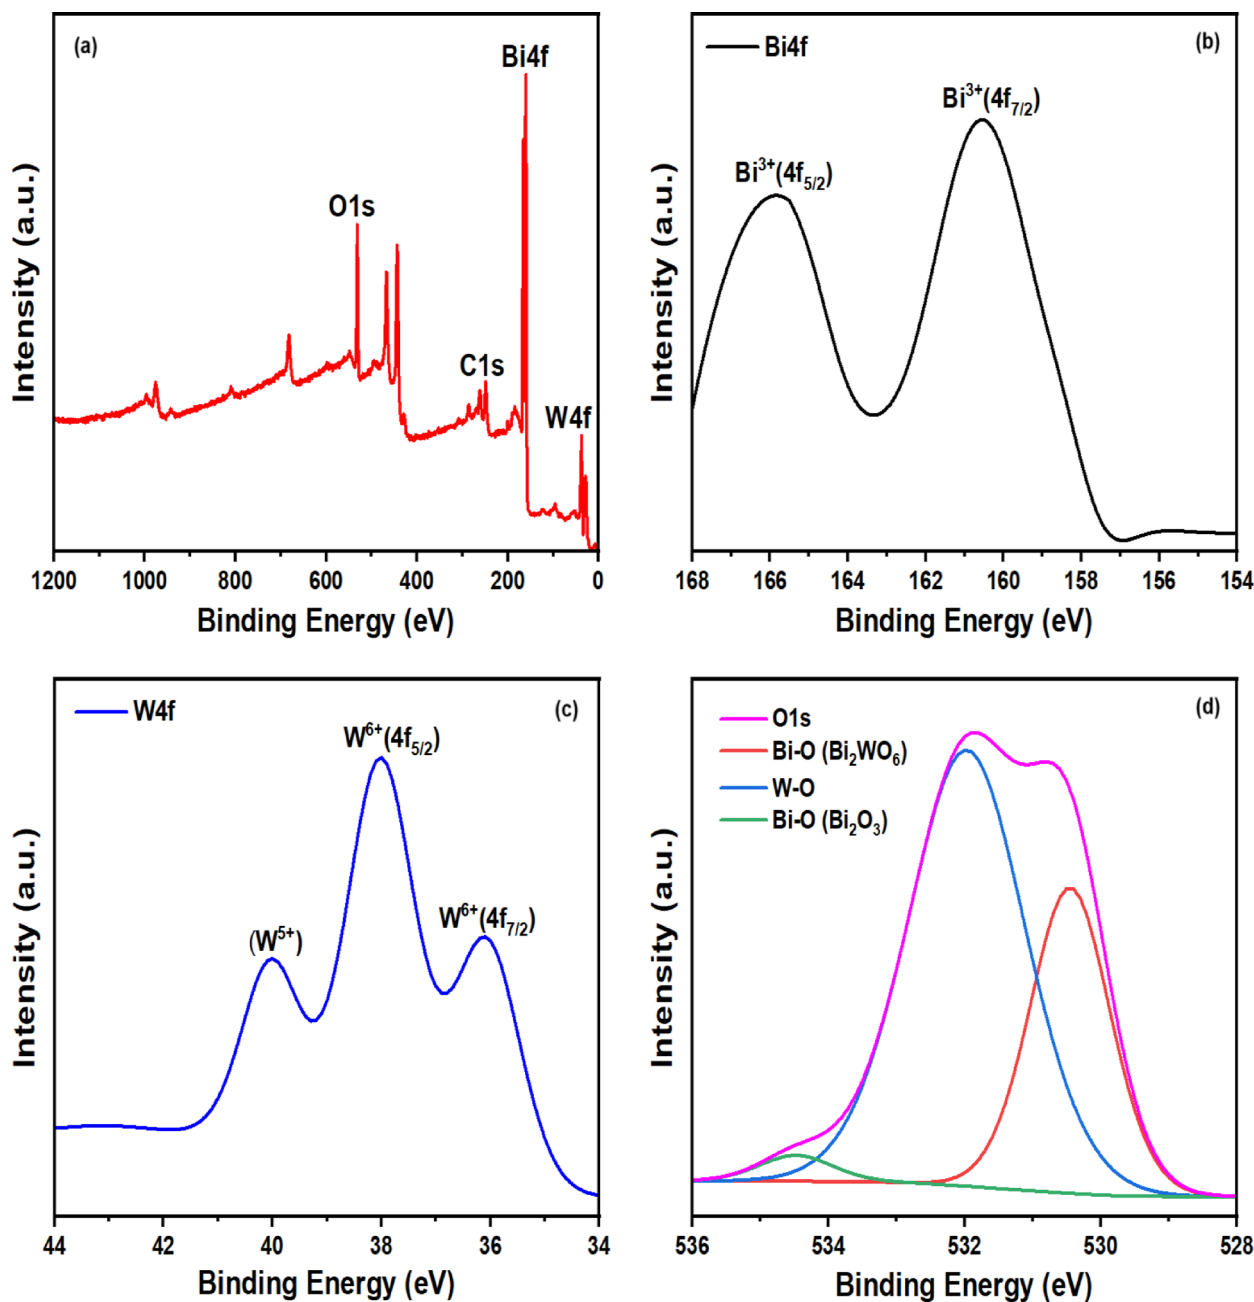 (a)
Bi4f
O1s
C1s
W4f
Intensity (a.u.)
1200 1000 800 600 400 200 0
Binding Energy (eV)
(b)
Bi4f
Bi³⁺(4f₇/₂)
Bi³⁺(4f₅/₂)
Intensity (a.u.)
168 166 164 162 160 158 156 154
Binding Energy (eV)
(c)
W4f
W⁶⁺(4f₅/₂)
(W⁵⁺)
W⁶⁺(4f₇/₂)
Intensity (a.u.)
44 42 40 38 36 34
Binding Energy (eV)
(d)
O1s
Bi-O (Bi₂WO₆)
W-O
Bi-O (Bi₂O₃)
Intensity (a.u.)
536 534 532 530 528
Binding Energy (eV)